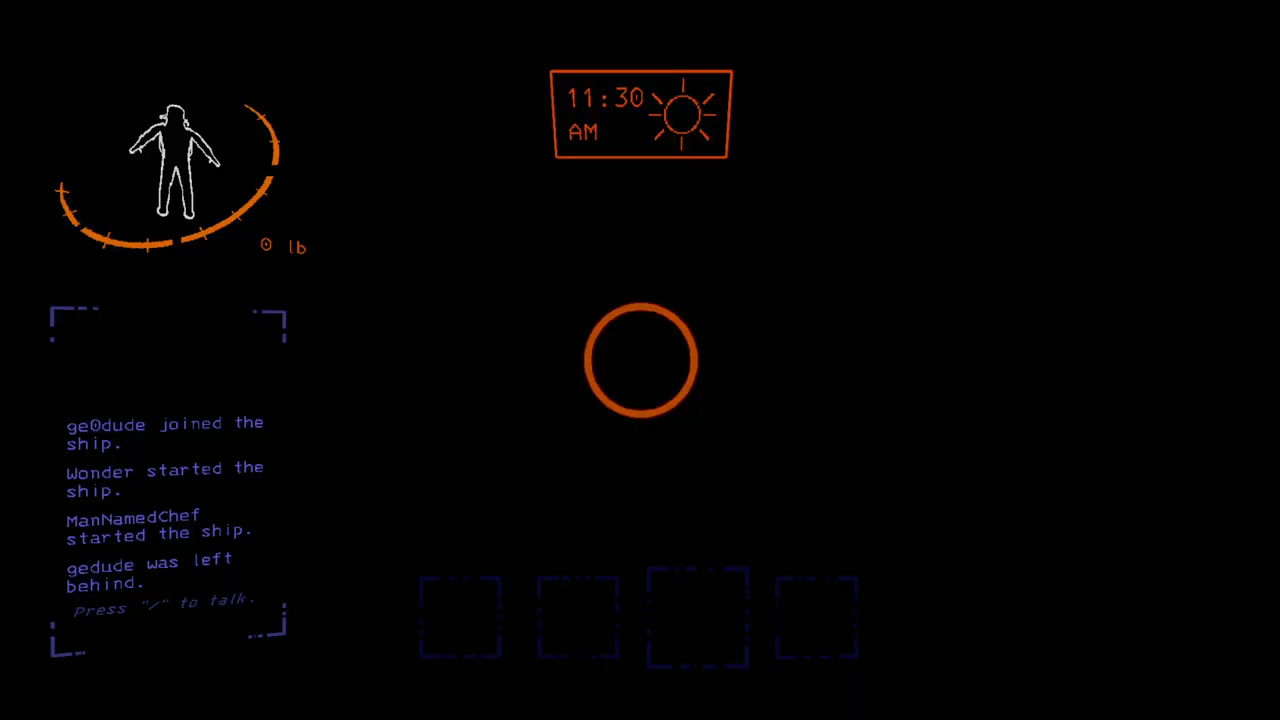 11:30
AM
0 lb
ge0dude joined the
ship.
Wonder started the
ship.
ManNamedChef
started the ship.
gedude was left
behind.
Press "/" to talk.